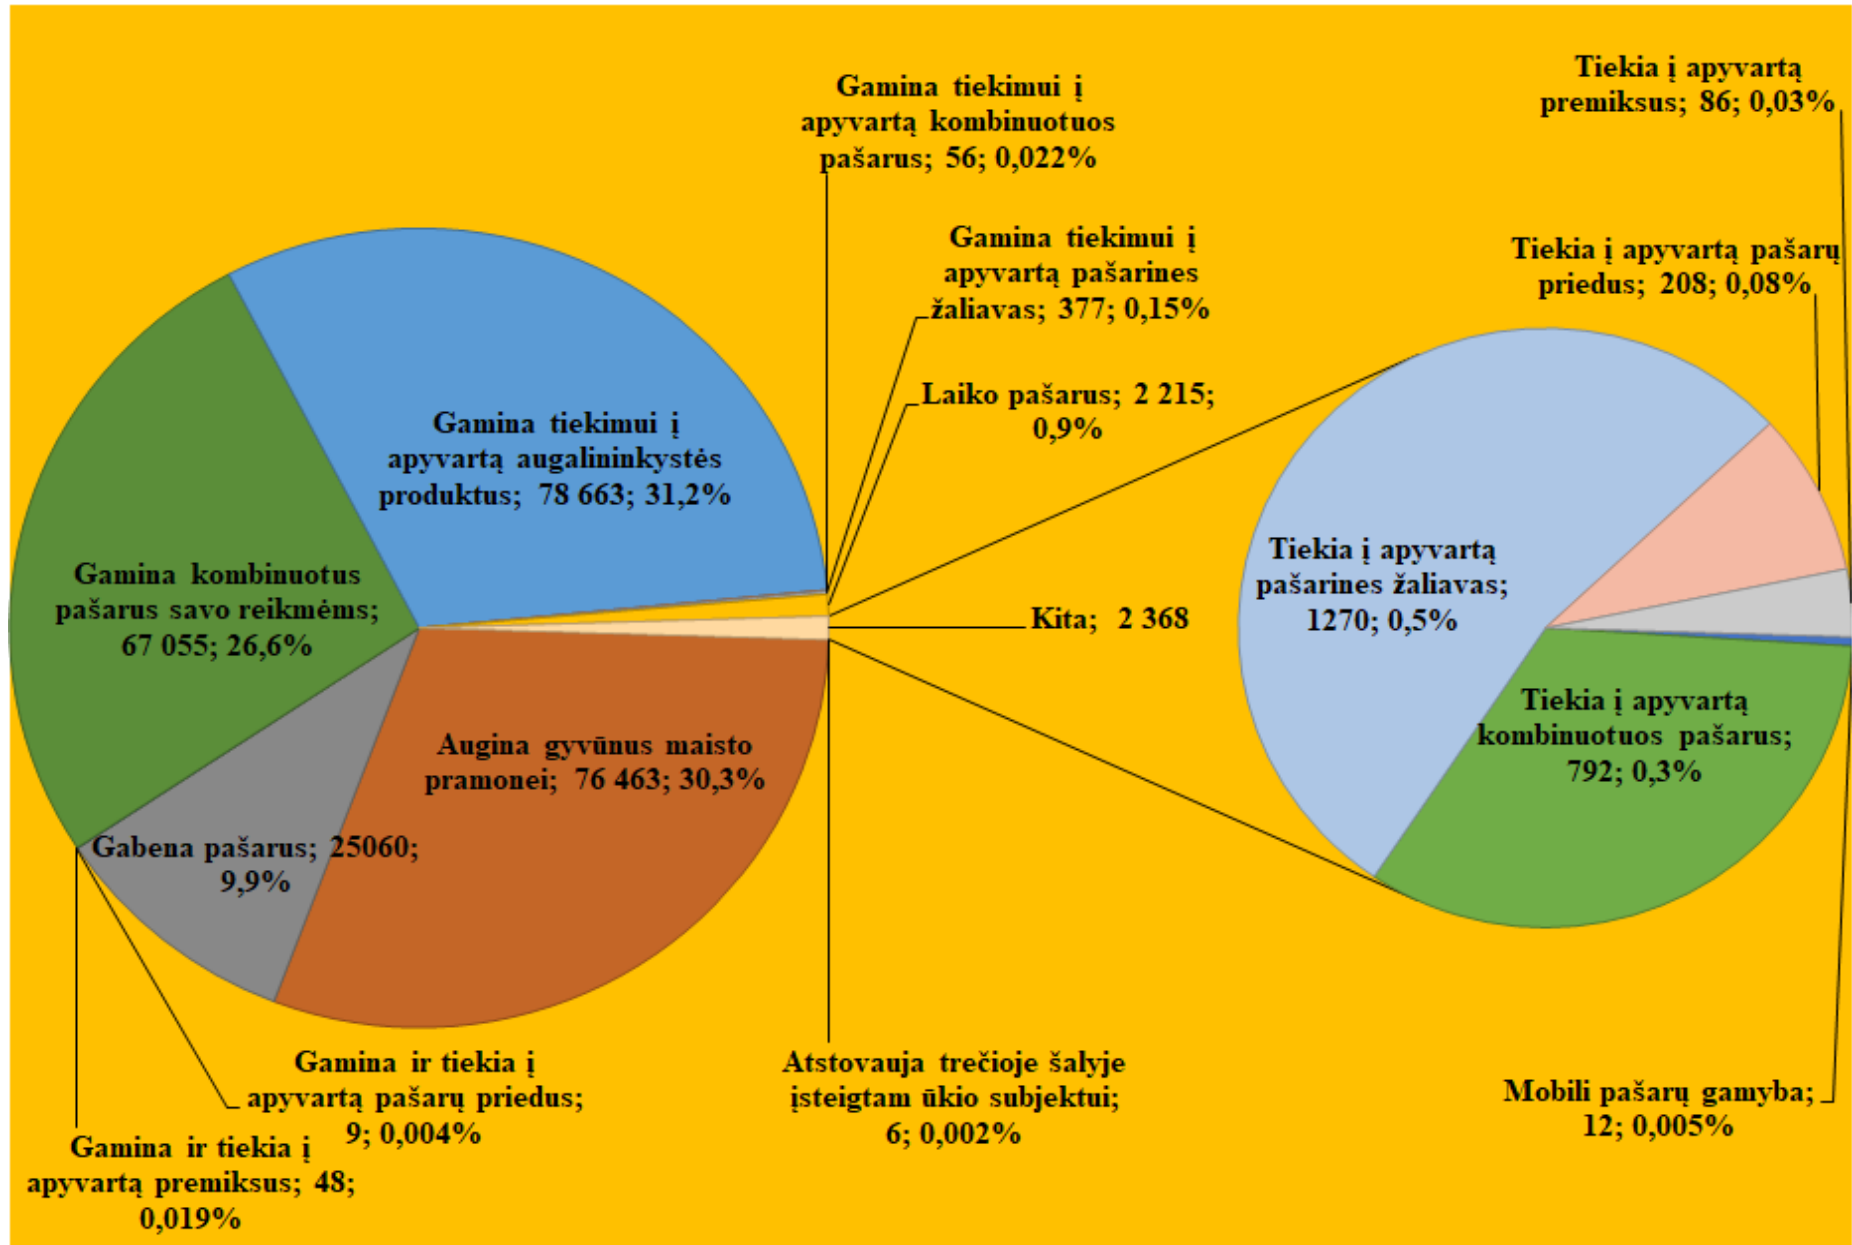 Gamina tiekimui į
apyvartą kombinuotuos
pašarus; 56; 0,022%
Tiekia į apyvartą
premiksus; 86; 0,03%
Gamina tiekimui į
apyvartą pašarines
žaliavas; 377; 0,15%
Tiekia į apyvartą pašarų
priedus; 208; 0,08%
Laiko pašarus; 2 215;
0,9%
Gamina tiekimui į
apyvartą augalininkystės
produktus; 78 663; 31,2%
Gamina kombinuotus
pašarus savo reikmėms;
67 055; 26,6%
Kita; 2 368
Tiekia į apyvartą
pašarines žaliavas;
1270; 0,5%
Tiekia į apyvartą
kombinuotuos pašarus;
792; 0,3%
Augina gyvūnus maisto
pramonei; 76 463; 30,3%
Gabena pašarus; 25060;
9,9%
Gamina ir tiekia į
apyvartą pašarų priedus;
9; 0,004%
Gamina ir tiekia į
apyvartą premiksus; 48;
0,019%
Atstovauja trečioje šalyje
įsteigtam ūkio subjektui;
6; 0,002%
Mobili pašarų gamyba;
12; 0,005%